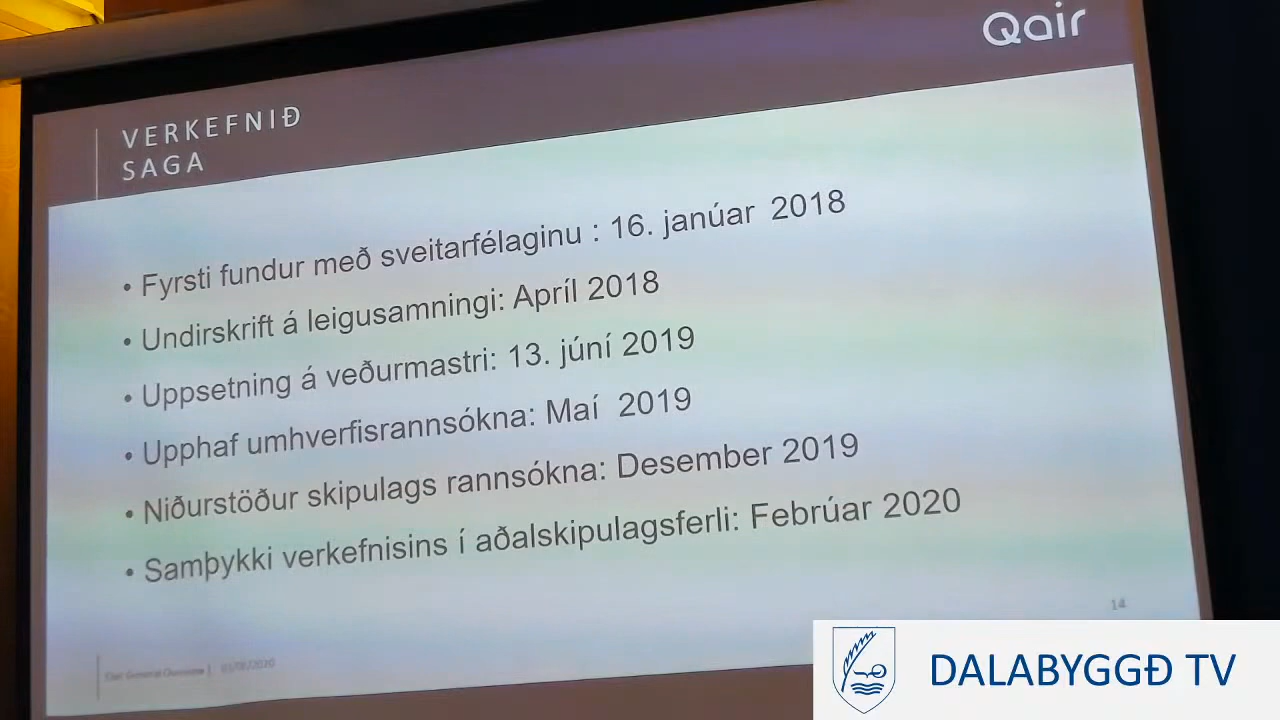 Qair
VERKEFNIÐ
SAGA
• Fyrsti fundur með sveitarfélaginu : 16. janúar 2018
• Undirskrift á leigusamningi: Apríl 2018
• Uppsetning á veðurmastri: 13. júní 2019
• Upphaf umhverfisrannsókna: Maí 2019
• Niðurstöður skipulags rannsókna: Desember 2019
• Samþykki verkefnisins í aðalskipulagsferli: Febrúar 2020
14
DALABYGGÐ TV